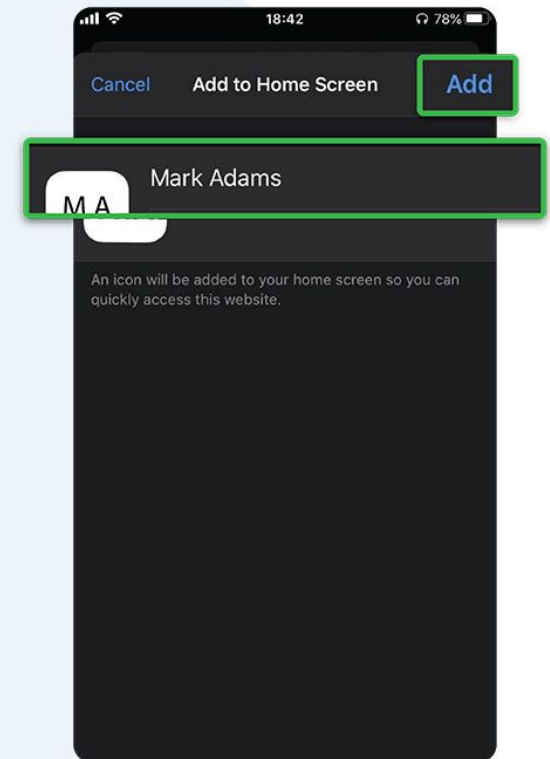 18:42
78%
Cancel
Add to Home Screen
Add
Mark Adams
M A
An icon will be added to your home screen so you can
quickly access this website.